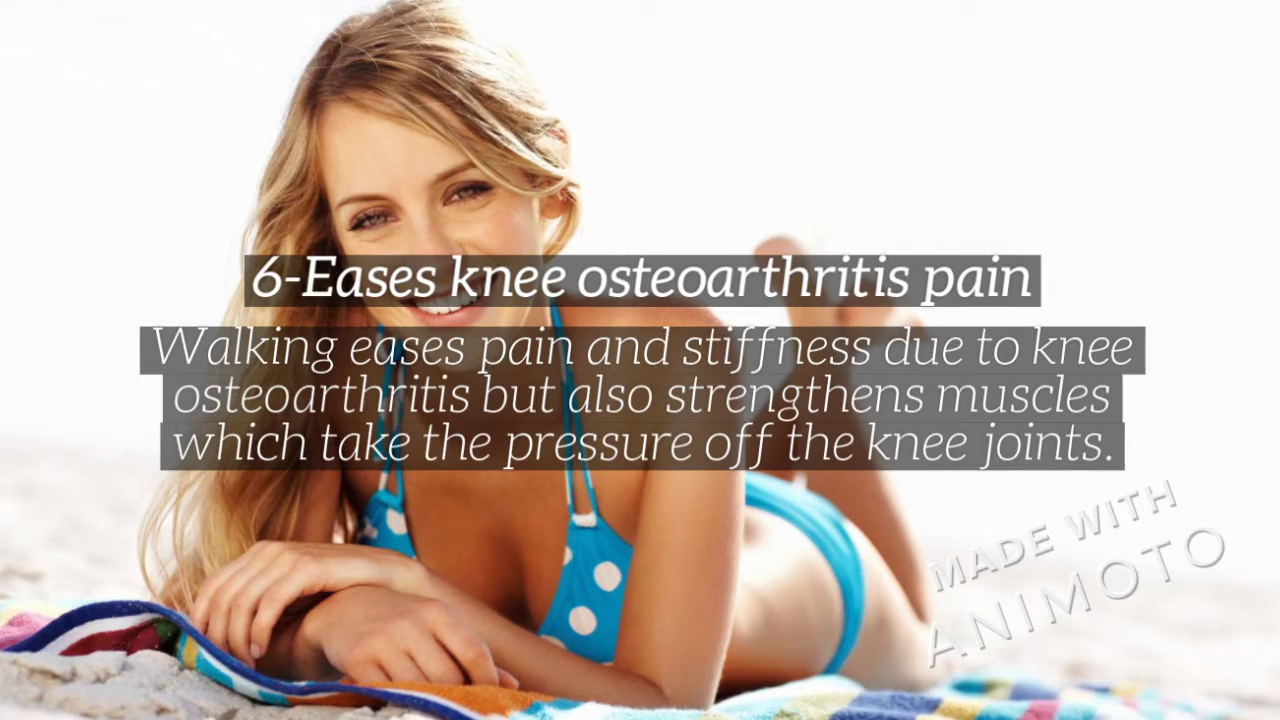 6-Eases knee osteoarthritis pain
Walking eases pain and stiffness due to knee
osteoarthritis but also strengthens muscles
which take the pressure off the knee joints.
MADE WITH
ANIMOTO